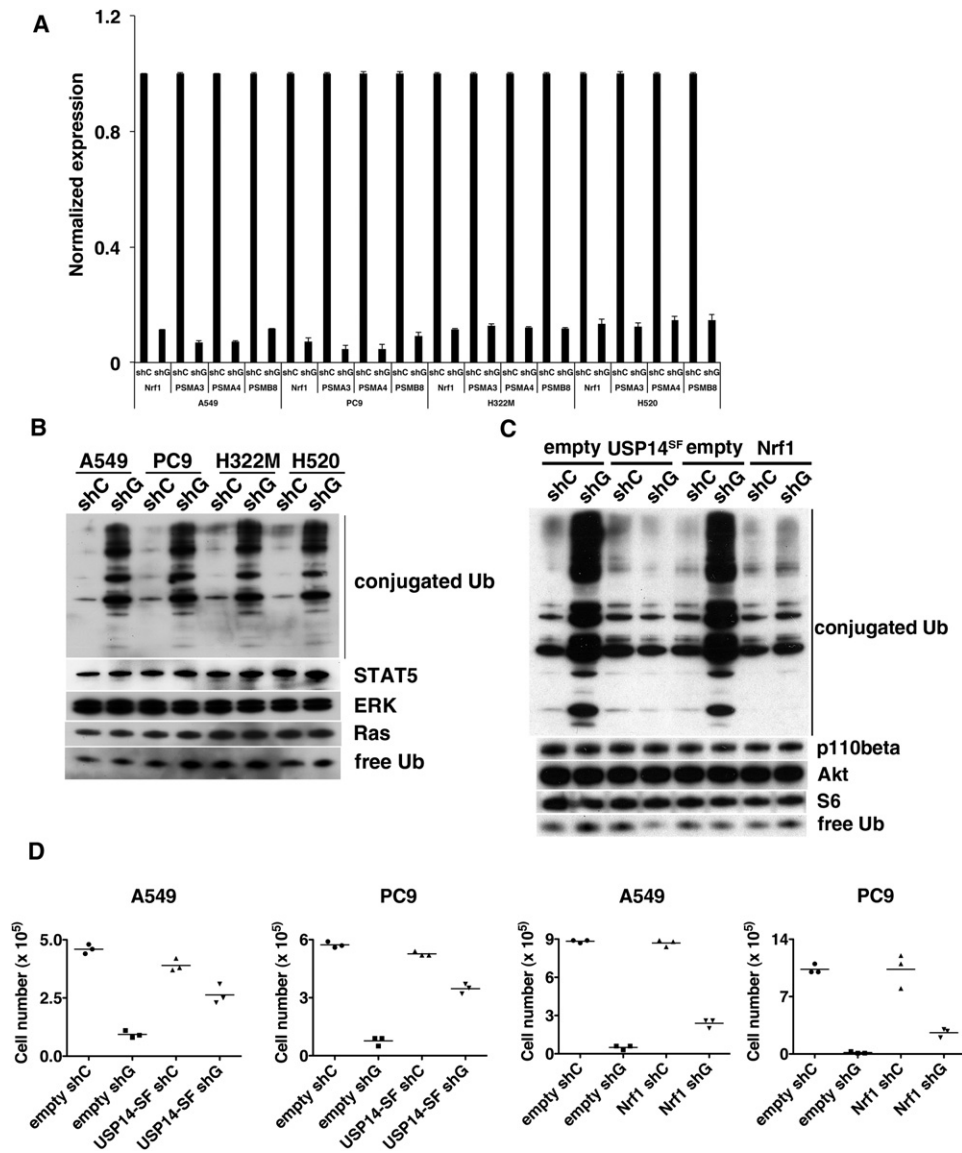 A
Normalized expression
1.2
0.8
0.4
0
shC shG shC shG shC shG shC shG shC shG shC shG shC shG shC shG shC shG shC shG shC shG shC shG shC shG shC shG shC shG shC shG
Nrf1 PSMA3 PSMA4 PSMB8 Nrf1 PSMA3 PSMA4 PSMB8 Nrf1 PSMA3 PSMA4 PSMB8 Nrf1 PSMA3 PSMA4 PSMB8
A549 PC9 H322M H520
B
A549 PC9 H322M H520
shC shG shC shG shC shG shC shG
conjugated Ub
STAT5
ERK
Ras
free Ub
C
empty USP14SF empty Nrf1
shC shG shC shG shC shG shC shG
conjugated Ub
p110beta
Akt
S6
free Ub
D
A549
Cell number (x 10⁵)
5.0
2.5
0.0
empty shC
empty shG
USP14-SF shC
USP14-SF shG
PC9
Cell number (x 10⁵)
6
3
0
empty shC
empty shG
USP14-SF shC
USP14-SF shG
A549
Cell number (x 10⁵)
9
6
3
0
empty shC
empty shG
Nrf1 shC
Nrf1 shG
PC9
Cell number (x 10⁵)
14
7
0
empty shC
empty shG
Nrf1 shC
Nrf1 shG